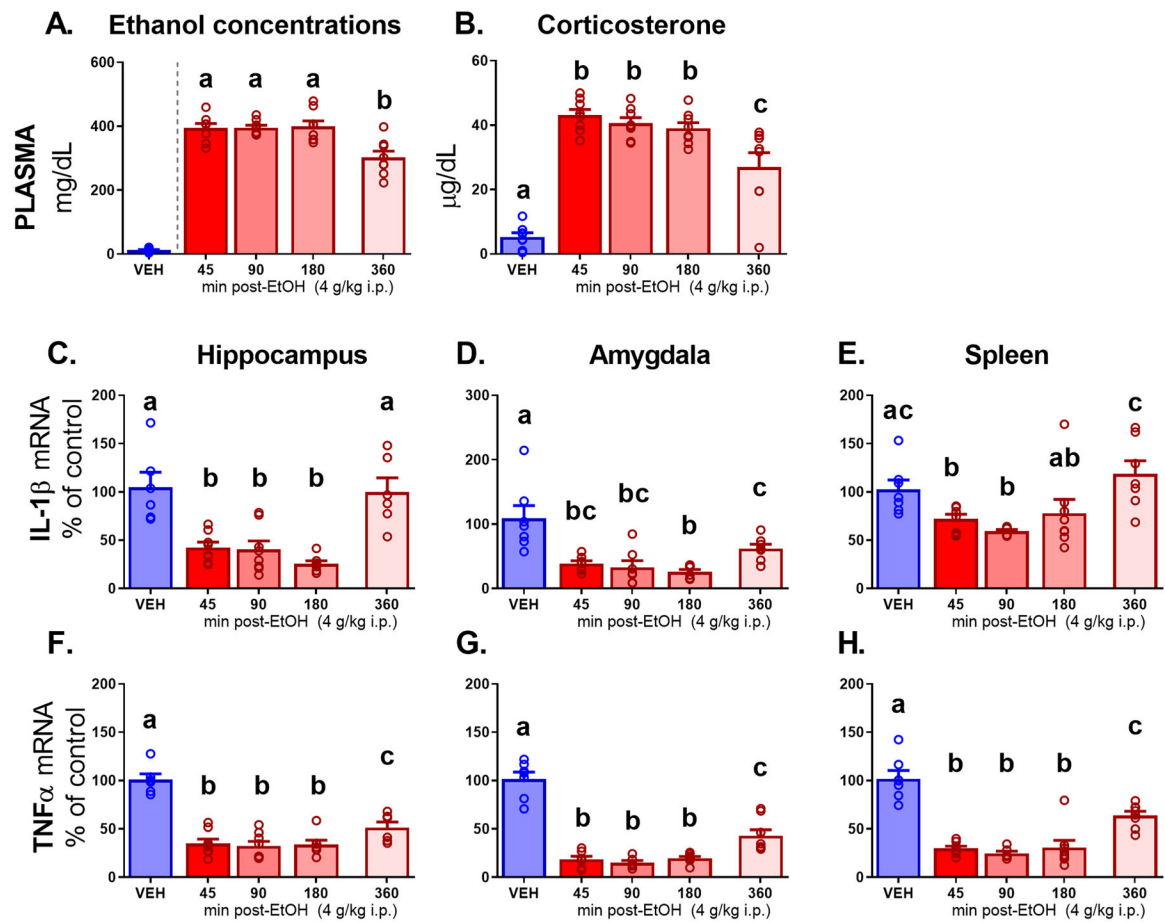 A. Ethanol concentrations
B. Corticosterone
PLASMA
mg/dL
600
400
200
0
a a a b
VEH 45 90 180 360
min post-EtOH (4 g/kg i.p.)
µg/dL
60
40
20
0
a b b b c
VEH 45 90 180 360
min post-EtOH (4 g/kg i.p.)
C. Hippocampus
D. Amygdala
E. Spleen
IL-1β mRNA
% of control
200
150
100
50
0
a b b b a
VEH 45 90 180 360
min post-EtOH (4 g/kg i.p.)
300
200
100
0
a bc bc b c
VEH 45 90 180 360
min post-EtOH (4 g/kg i.p.)
200
150
100
50
0
ac b b ab c
VEH 45 90 180 360
min post-EtOH (4 g/kg i.p.)
F.
G.
H.
TNFα mRNA
% of control
200
150
100
50
0
a b b b c
VEH 45 90 180 360
min post-EtOH (4 g/kg i.p.)
200
150
100
50
0
a b b b c
VEH 45 90 180 360
min post-EtOH (4 g/kg i.p.)
200
150
100
50
0
a b b b c
VEH 45 90 180 360
min post-EtOH (4 g/kg i.p.)